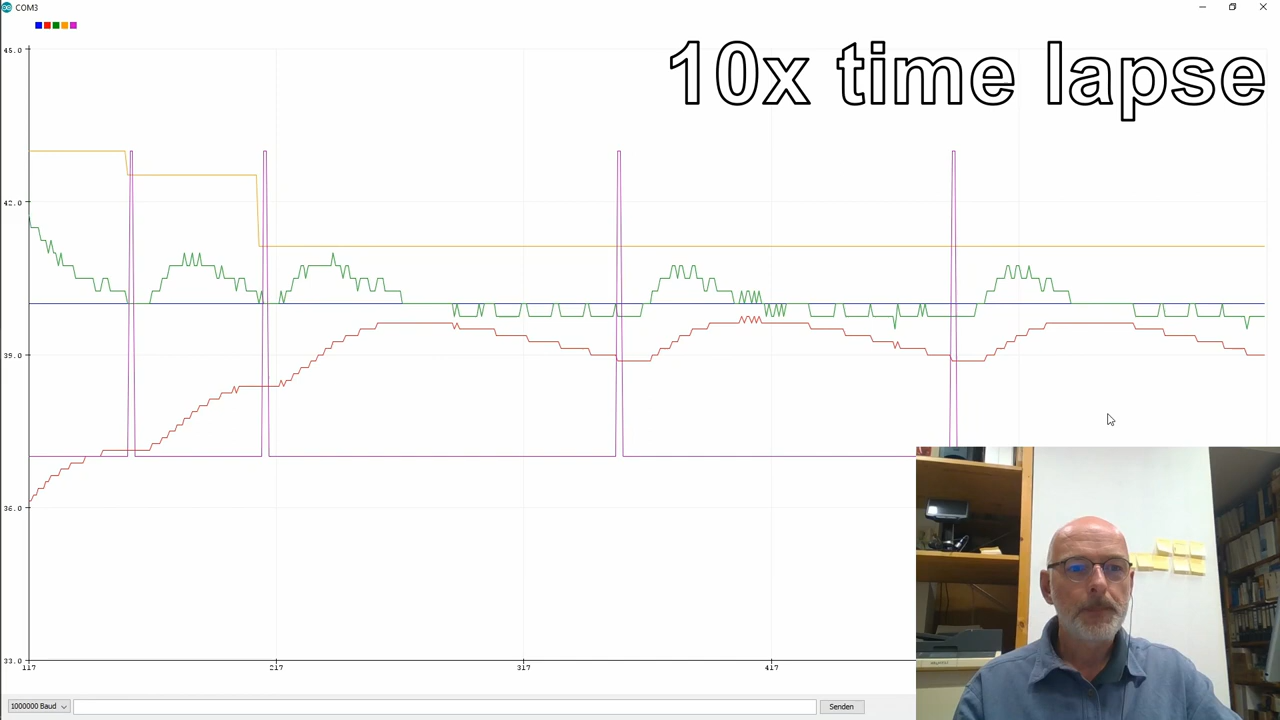 COM3
10x time lapse
45.0
42.0
39.0
36.0
33.0
117
217
317
417
1000000 Baud
Senden